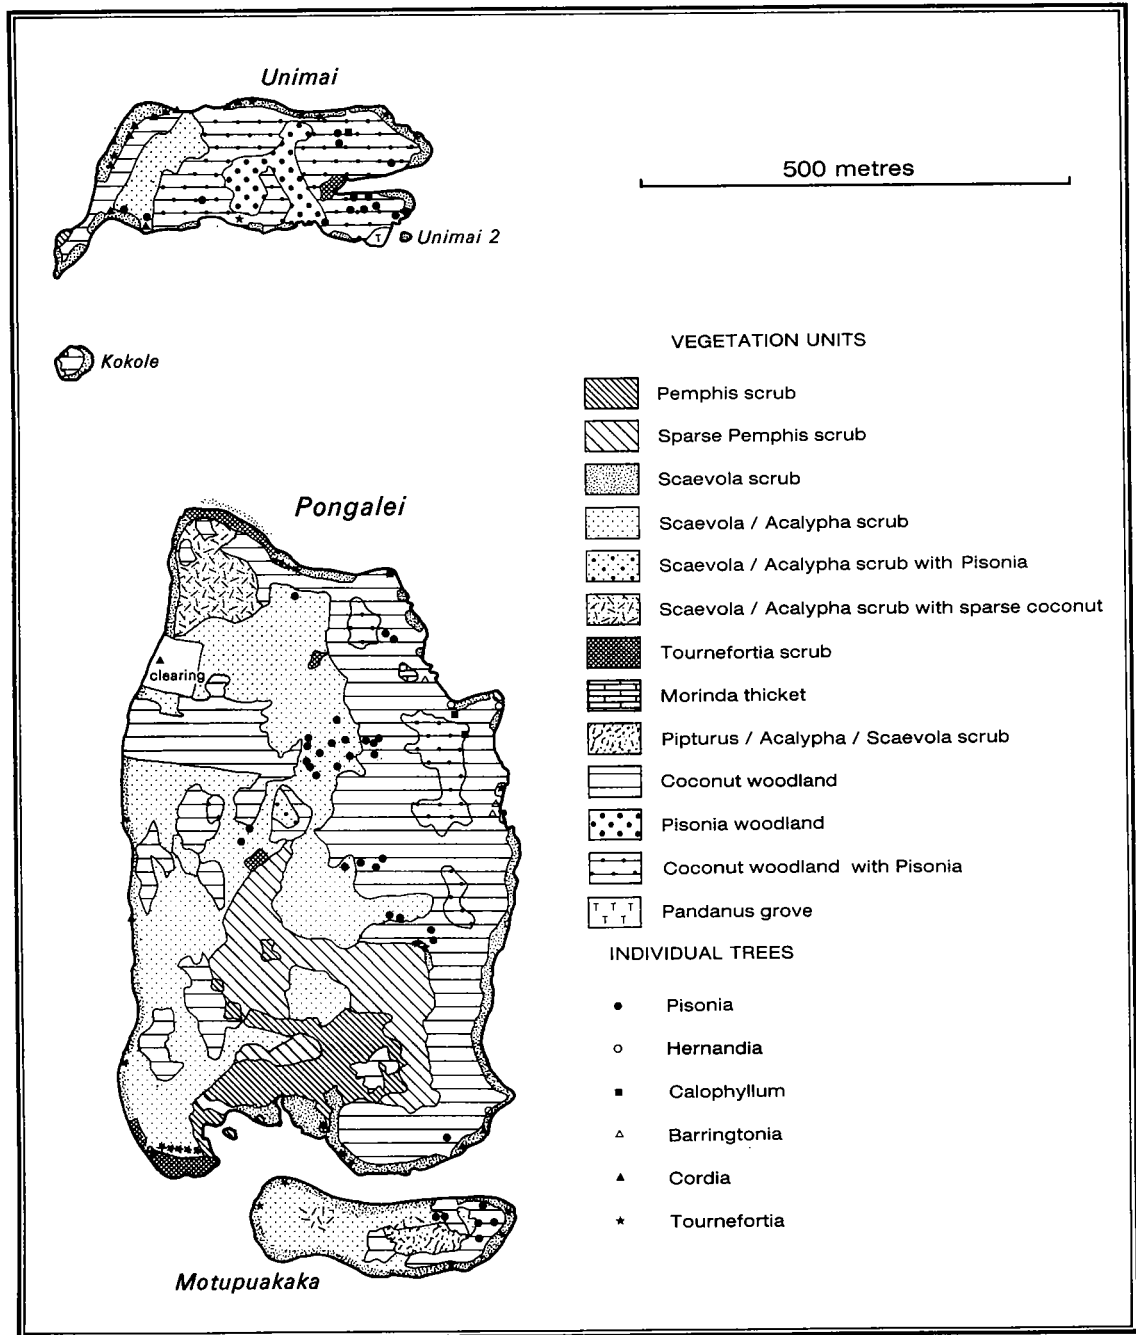 Unimai
500 metres
Unimai 2
T
Kokole
VEGETATION UNITS
Pemphis scrub
Sparse Pemphis scrub
Scaevola scrub
Pongalei
Scaevola / Acalypha scrub
Scaevola / Acalypha scrub with Pisonia
Scaevola / Acalypha scrub with sparse coconut
Tournefortia scrub
clearing
Morinda thicket
Pipturus / Acalypha / Scaevola scrub
Coconut woodland
Pisonia woodland
Coconut woodland with Pisonia
T T T
T T
Pandanus grove
INDIVIDUAL TREES
Pisonia
Hernandia
Calophyllum
Barringtonia
Cordia
Tournefortia
Motupuakaka